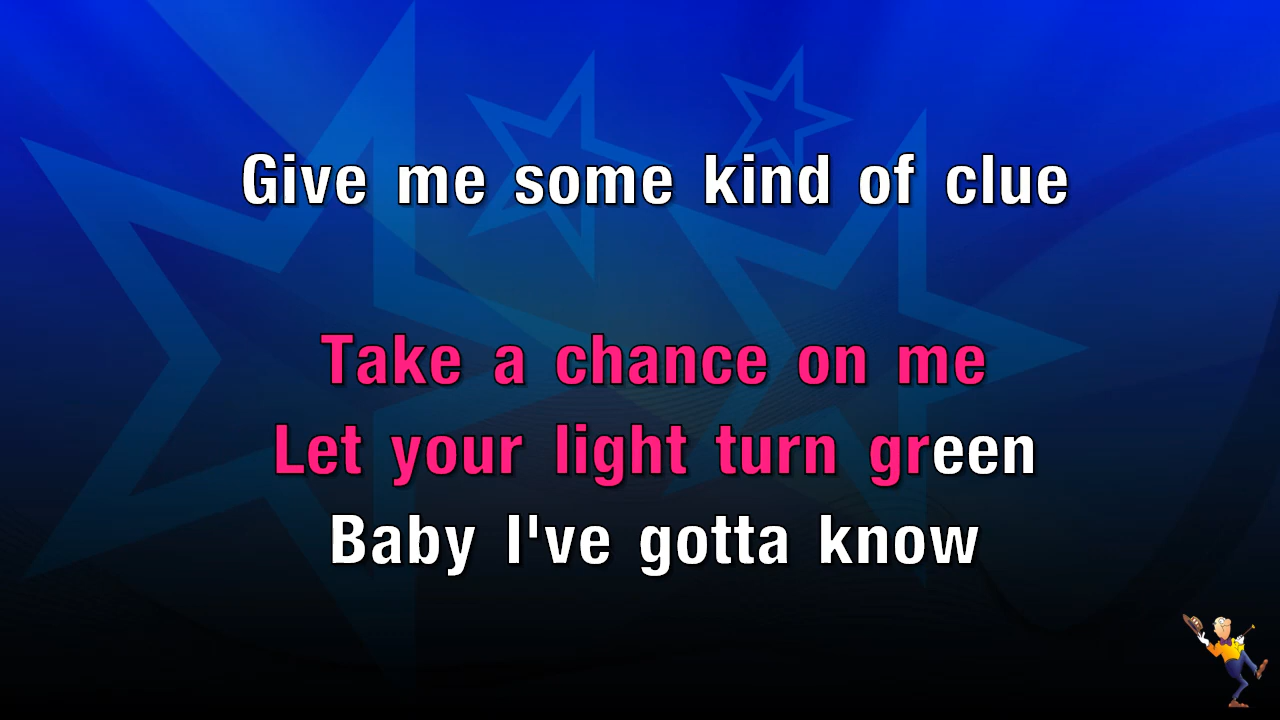 Give me some kind of clue
Take a chance on me
Let your light turn green
Baby I've gotta know